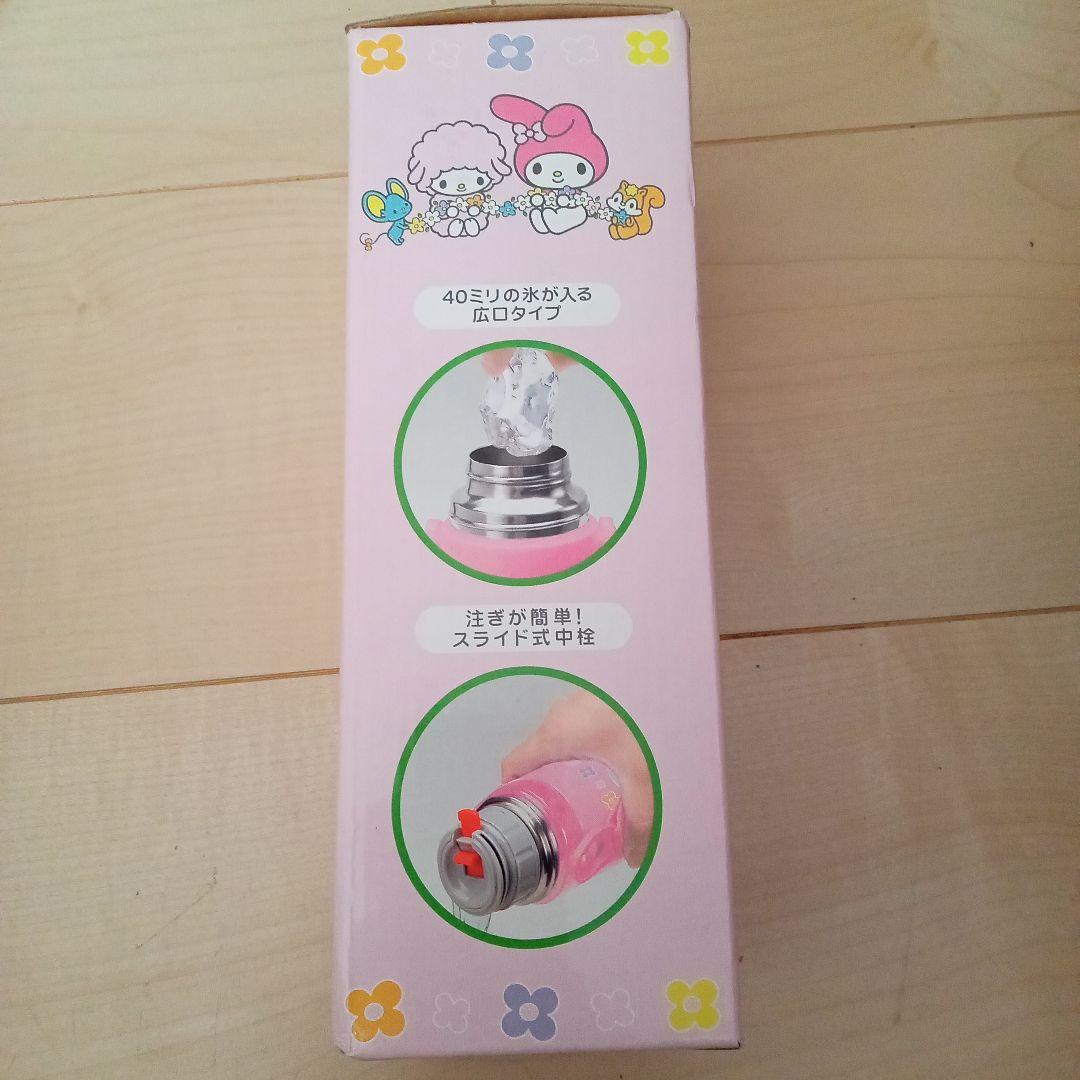 40ミリの氷が入る
広口タイプ
注ぎが簡単!
スライド式中栓